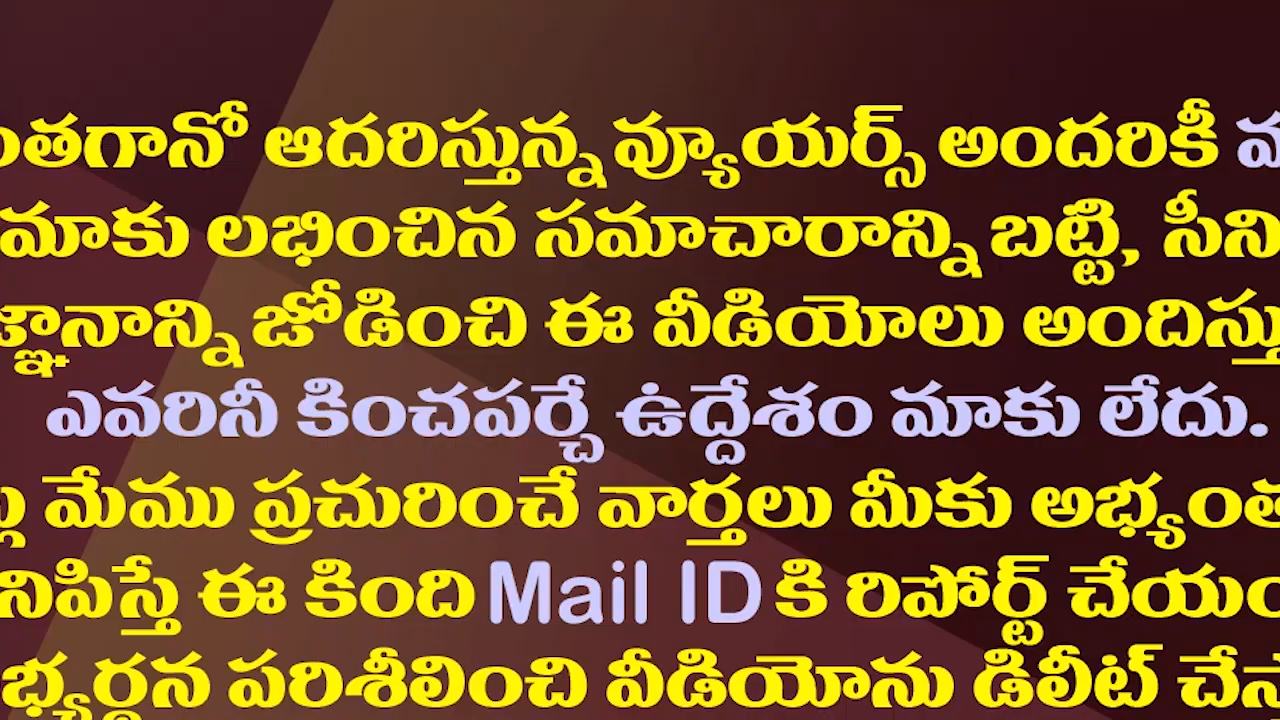 ఆదరిస్తున్న వ్యూయర్స్ అందరికీ
మాకు లభించిన సమాచారాన్ని బట్టి,
జోడించి ఈ వీడియోలు
ఎవరినీ కించపర్చే ఉద్దేశం మాకు లేదు.
మేము ప్రచురించే వార్తలు మీకు
ఈ కింది Mail ID కి రిపోర్ట్
పరిశీలించి వీడియోను డిలీట్